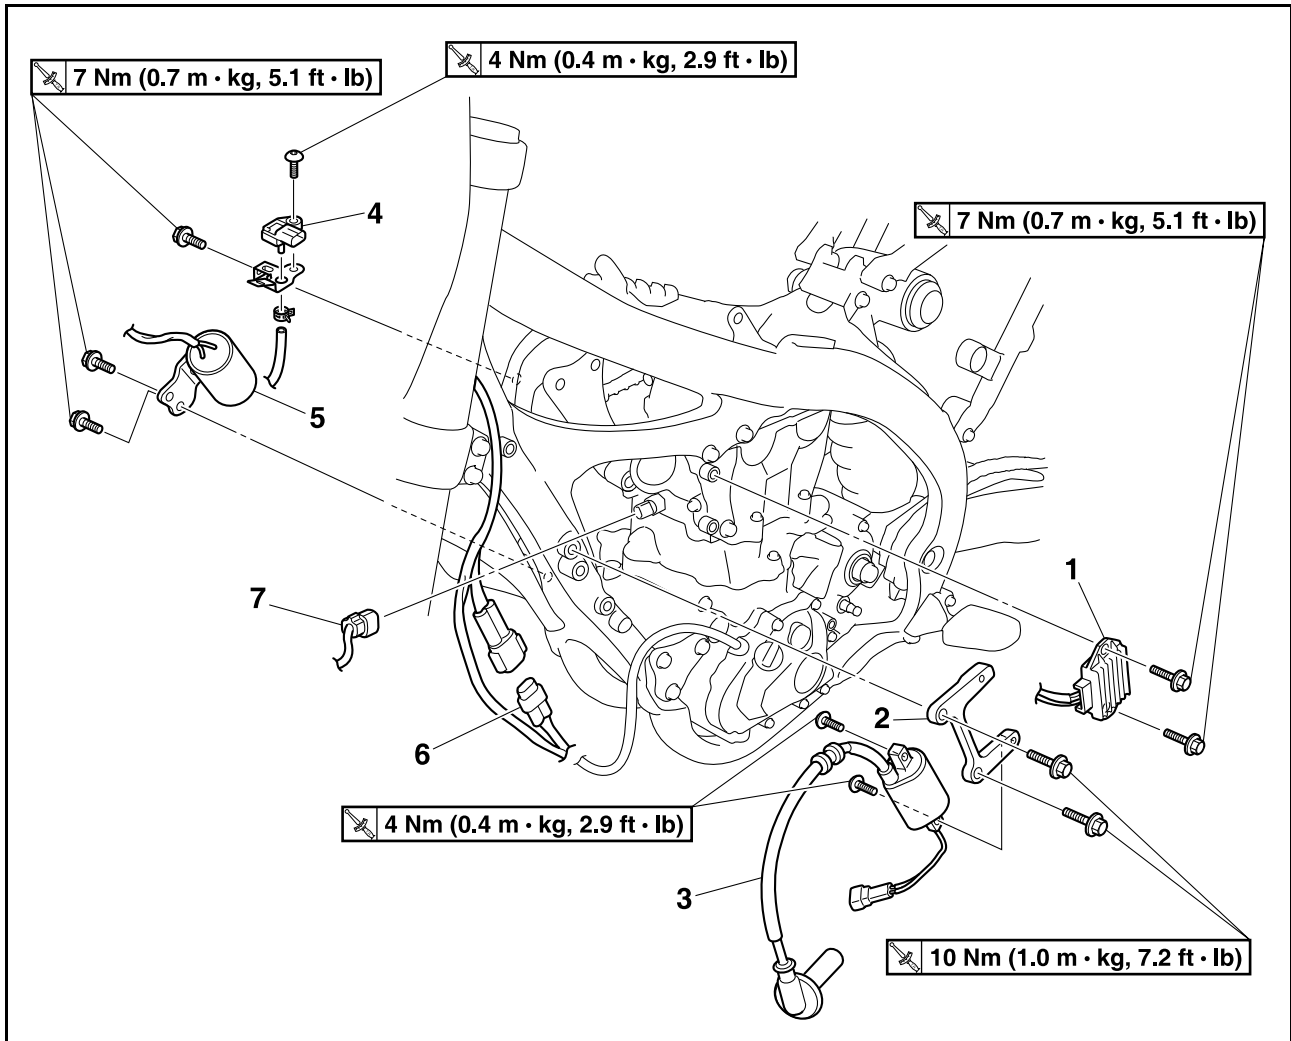 4 Nm (0.4 m · kg, 2.9 ft · lb)
7 Nm (0.7 m · kg, 5.1 ft · lb)
4
7 Nm (0.7 m · kg, 5.1 ft · lb)
5
1
7
2
6
4 Nm (0.4 m · kg, 2.9 ft · lb)
3
10 Nm (1.0 m · kg, 7.2 ft · lb)